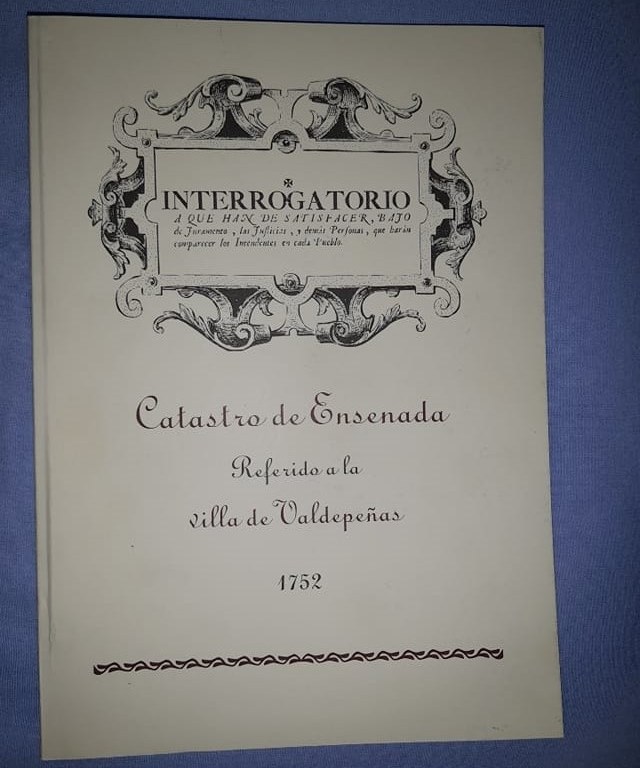 INTERROGATORIO
A QUE HAN DE SATISFACER, BAJO
de Juramento, las Juſticias, y demás Perſonas, que harán
comparecer los Intendentes en cada Pueblo.
Catastro de Ensenada
Referido a la
villa de Valdepeñas
1752